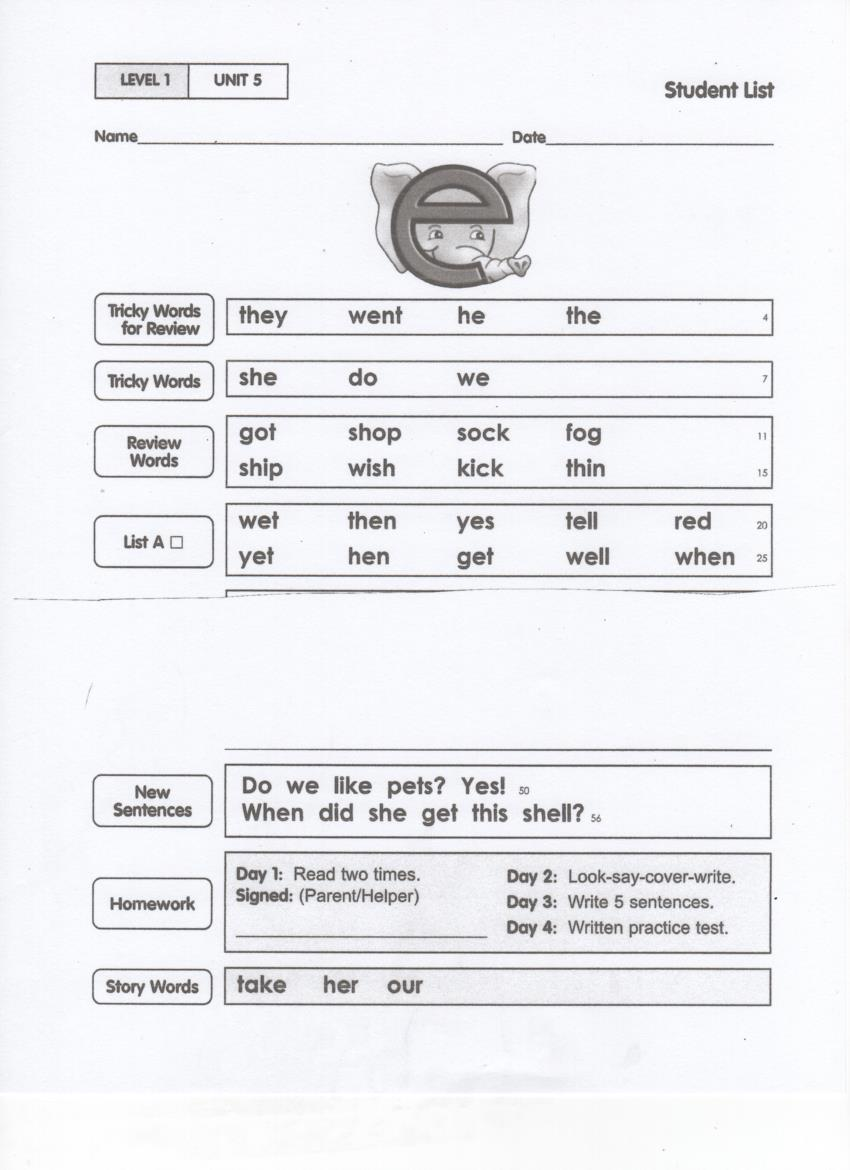 LEVEL 1 UNIT 5
Student List
Name Date
e
Tricky Words for Review
they went he the 4
Tricky Words
she do we 7
Review Words
got shop sock fog 11
ship wish kick thin 15
List A
wet then yes tell red 20
yet hen get well when 25
New Sentences
Do we like pets? Yes! 50
When did she get this shell? 56
Homework
Day 1: Read two times.
Signed: (Parent/Helper)
Day 2: Look-say-cover-write.
Day 3: Write 5 sentences.
Day 4: Written practice test.
Story Words
take her our